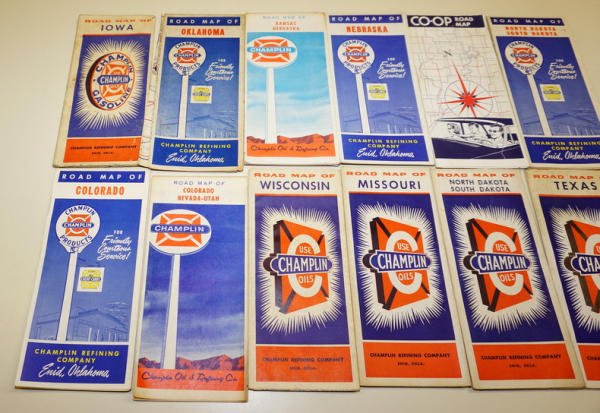 ROAD MAP OF
IOWA
CHAMPLIN
CHAMPLIN
GASOLINE
CHAMPLIN REFINING COMPANY
ENID, OKLA.
ROAD MAP OF
OKLAHOMA
CHAMPLIN
CHAMPLIN
PRODUCTS
FOR
Friendly
Courteous
Service!
CHAMPLIN REFINING COMPANY
Enid, Oklahoma
ROAD MAP OF
KANSAS
NEBRASKA
CHAMPLIN
Champlin Oil & Refining Co.
ROAD MAP OF
NEBRASKA
CHAMPLIN
CHAMPLIN
PRODUCTS
FOR
Friendly
Courteous
Service!
CHAMPLIN REFINING COMPANY
Enid, Oklahoma
CO-OP ROAD
MAP
ROAD MAP OF
NORTH DAKOTA
SOUTH DAKOTA
CHAMPLIN
CHAMPLIN
PRODUCTS
FOR
Friendly
Courteous
Service!
CHAMPLIN REFINING COMPANY
Enid, Oklahoma
ROAD MAP OF
COLORADO
CHAMPLIN
CHAMPLIN
PRODUCTS
FOR
Friendly
Courteous
Service!
CHAMPLIN REFINING COMPANY
Enid, Oklahoma
ROAD MAP OF
COLORADO
NEVADA-UTAH
CHAMPLIN
Champlin Oil & Refining Co.
ROAD MAP OF
WISCONSIN
USE
CHAMPLIN
OILS
CHAMPLIN REFINING COMPANY
ENID, OKLA.
ROAD MAP OF
MISSOURI
USE
CHAMPLIN
OILS
CHAMPLIN REFINING COMPANY
ENID, OKLA.
ROAD MAP OF
NORTH DAKOTA
SOUTH DAKOTA
USE
CHAMPLIN
OILS
CHAMPLIN REFINING COMPANY
ENID, OKLA.
ROAD MAP OF
TEXAS